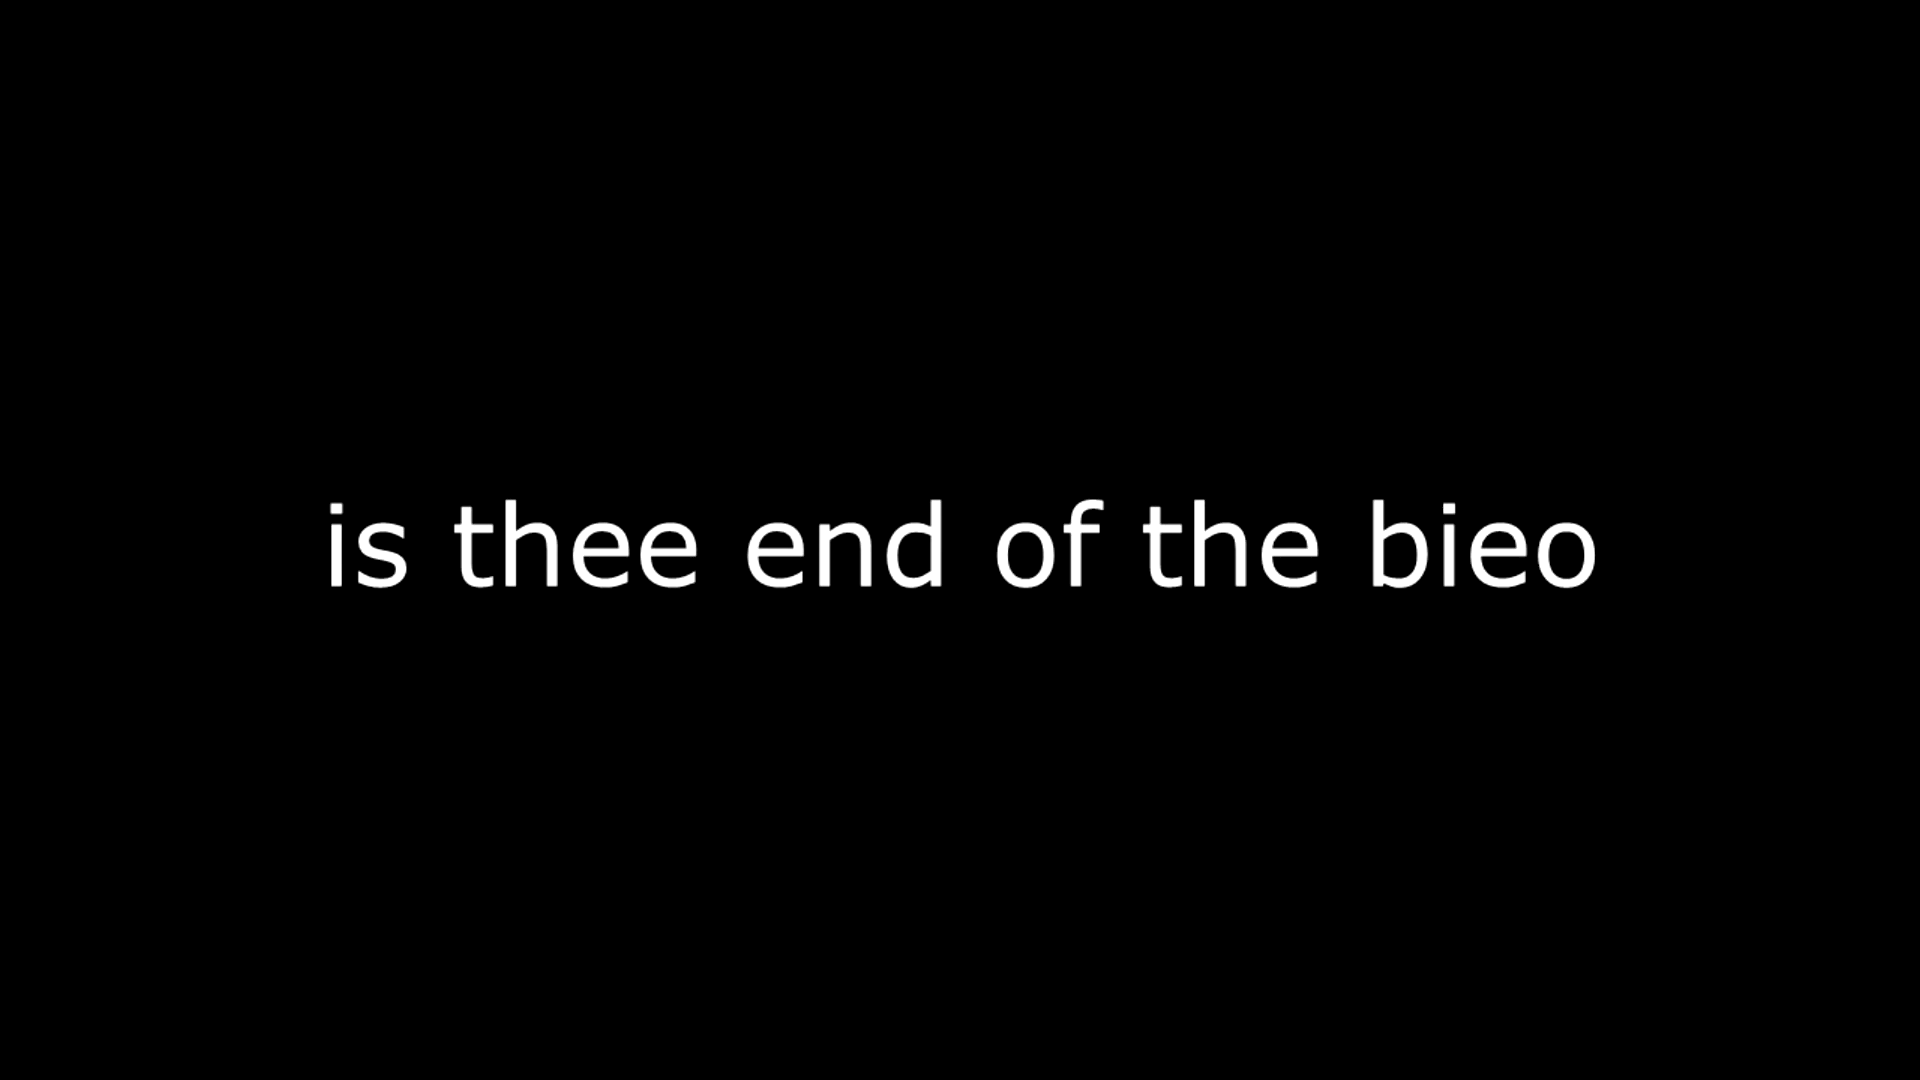 is thee end of the bieo